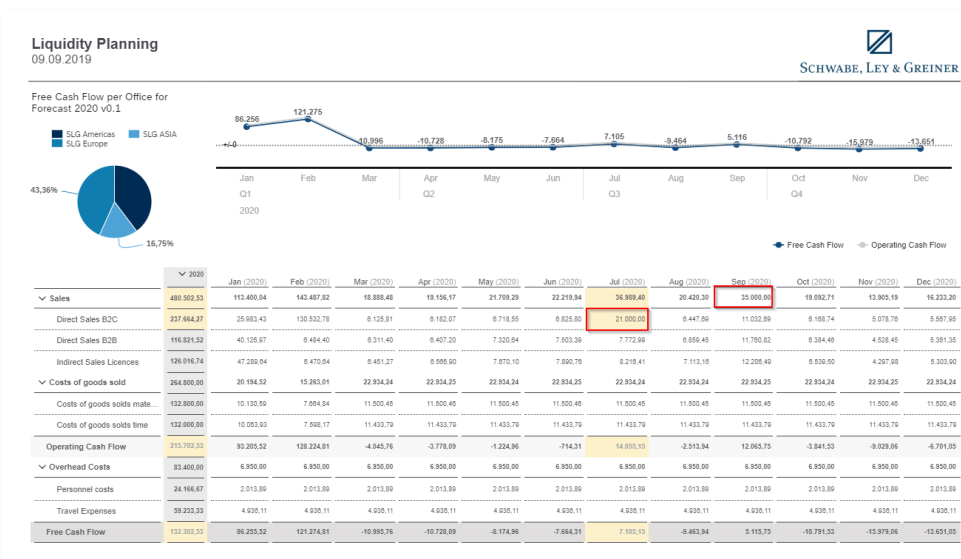 Liquidity Planning
09.09.2019
SCHWABE, LEY & GREINER
Free Cash Flow per Office for
Forecast 2020 v0.1
SLG Americas SLG ASIA
SLG Europe
43,36%
16,75%
86.256 121.275 -10.996 -10.728 -8.175 -7.664 7.105 -9.464 5.116 -10.792 -15.979 -13.651
+/-0
Jan Feb Mar Apr May Jun Jul Aug Sep Oct Nov Dec
Q1 Q2 Q3 Q4
2020
Free Cash Flow Operating Cash Flow
2020 Jan (2020) Feb (2020) Mar (2020) Apr (2020) May (2020) Jun (2020) Jul (2020) Aug (2020) Sep (2020) Oct (2020) Nov (2020) Dec (2020)
Sales 480.502,53 113.400,04 143.487,82 18.888,48 19.156,17 21.709,29 22.219,94 36.989,40 20.420,30 35.000,00 19.092,71 13.905,19 16.233,20
Direct Sales B2C 237.664,27 25.983,43 130.532,78 6.125,81 6.182,07 6.718,55 6.825,80 21.000,00 6.447,69 11.032,69 6.168,74 5.078,76 5.567,95
Direct Sales B2B 116.821,52 40.126,97 6.484,40 6.311,40 6.407,20 7.320,64 7.503,39 7.772,99 6.859,45 11.760,82 6.384,46 4.528,45 5.361,35
Indirect Sales Licences 126.016,74 47.289,64 6.470,64 6.451,27 6.566,90 7.670,10 7.890,76 8.216,41 7.113,16 12.206,49 6.539,50 4.297,98 5.303,90
Costs of goods sold 264.800,00 20.194,52 15.263,01 22.934,24 22.934,25 22.934,24 22.934,25 22.934,24 22.934,24 22.934,25 22.934,24 22.934,25 22.934,24
Costs of goods solds mate... 132.800,00 10.130,59 7.664,84 11.500,45 11.500,46 11.500,45 11.500,46 11.500,45 11.500,45 11.500,46 11.500,45 11.500,46 11.500,45
Costs of goods solds time 132.000,00 10.063,93 7.598,17 11.433,79 11.433,79 11.433,79 11.433,79 11.433,79 11.433,79 11.433,79 11.433,79 11.433,79 11.433,79
Operating Cash Flow 215.702,53 93.205,52 128.224,81 -4.045,76 -3.778,09 -1.224,96 -714,31 14.055,15 -2.513,94 12.065,75 -3.841,53 -9.029,06 -6.701,05
Overhead Costs 83.400,00 6.950,00 6.950,00 6.950,00 6.950,00 6.950,00 6.950,00 6.950,00 6.950,00 6.950,00 6.950,00 6.950,00 6.950,00
Personnel costs 24.166,67 2.013,89 2.013,89 2.013,89 2.013,89 2.013,89 2.013,89 2.013,89 2.013,89 2.013,89 2.013,89 2.013,89 2.013,89
Travel Expenses 59.233,33 4.936,11 4.936,11 4.936,11 4.936,11 4.936,11 4.936,11 4.936,11 4.936,11 4.936,11 4.936,11 4.936,11 4.936,11
Free Cash Flow 132.302,53 86.255,52 121.274,81 -10.995,76 -10.728,09 -8.174,96 -7.664,31 7.105,15 -9.463,94 5.115,75 -10.791,53 -15.979,06 -13.651,05